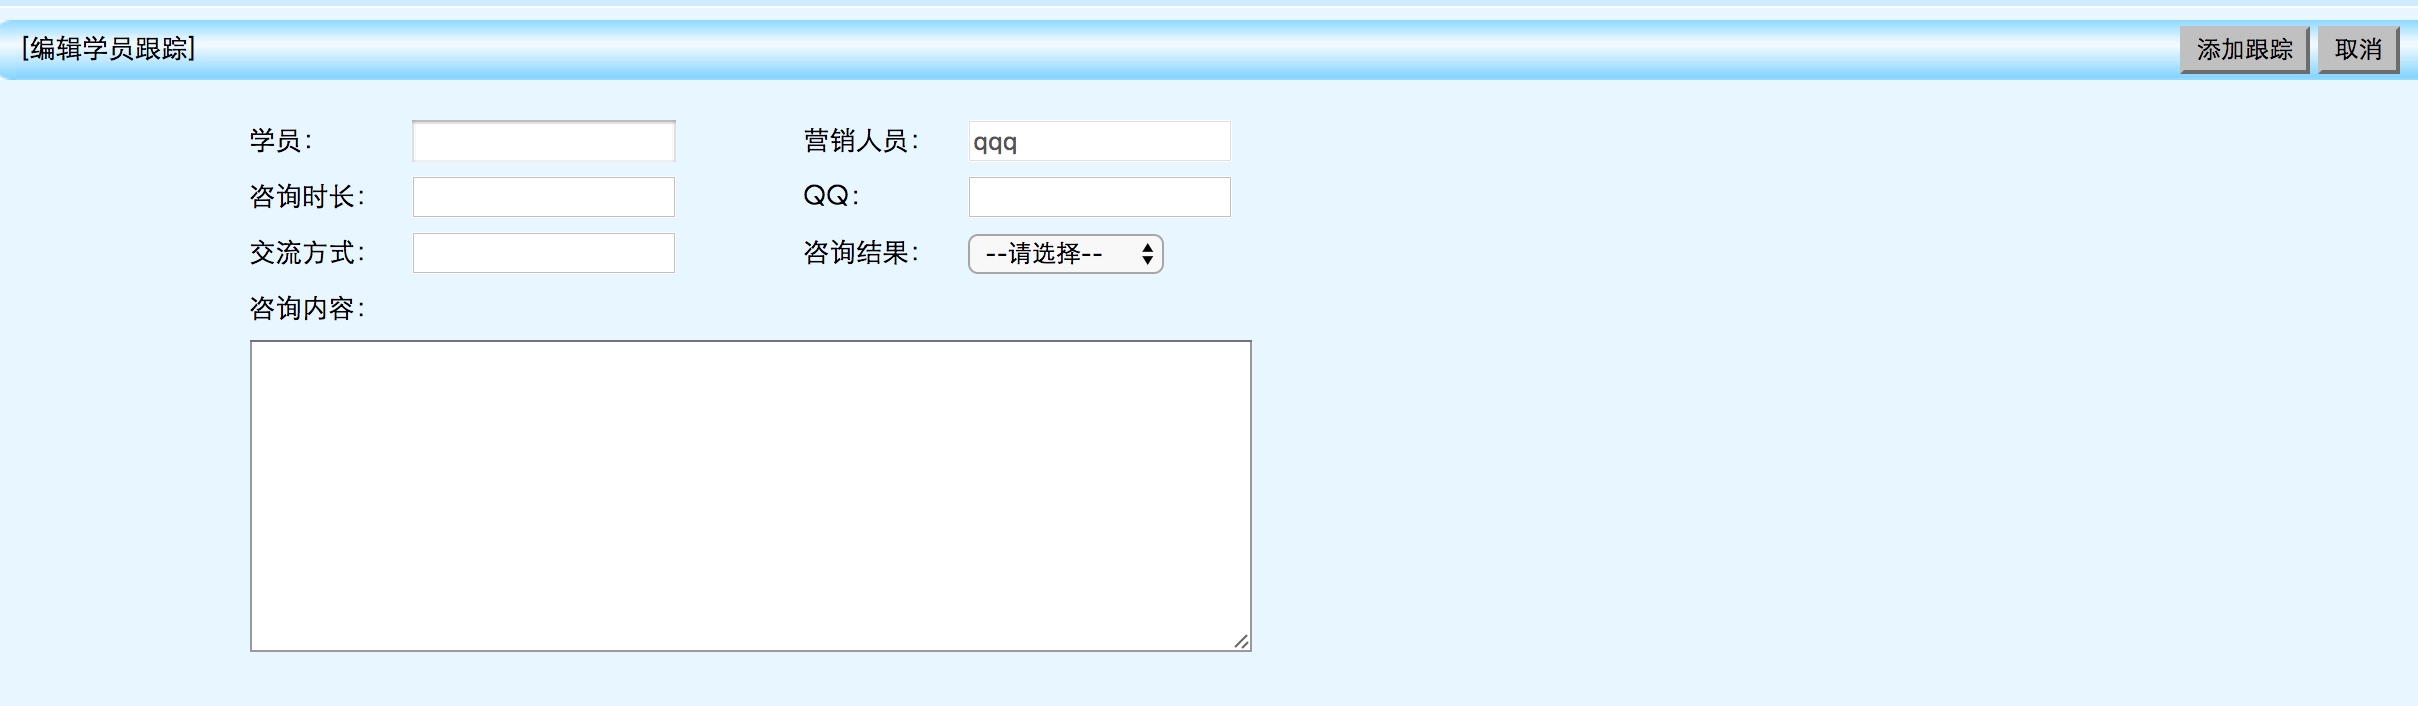 [编辑学员跟踪] 添加跟踪 取消
学员： 营销人员： qqq
咨询时长： QQ：
交流方式： 咨询结果： --请选择--
咨询内容：